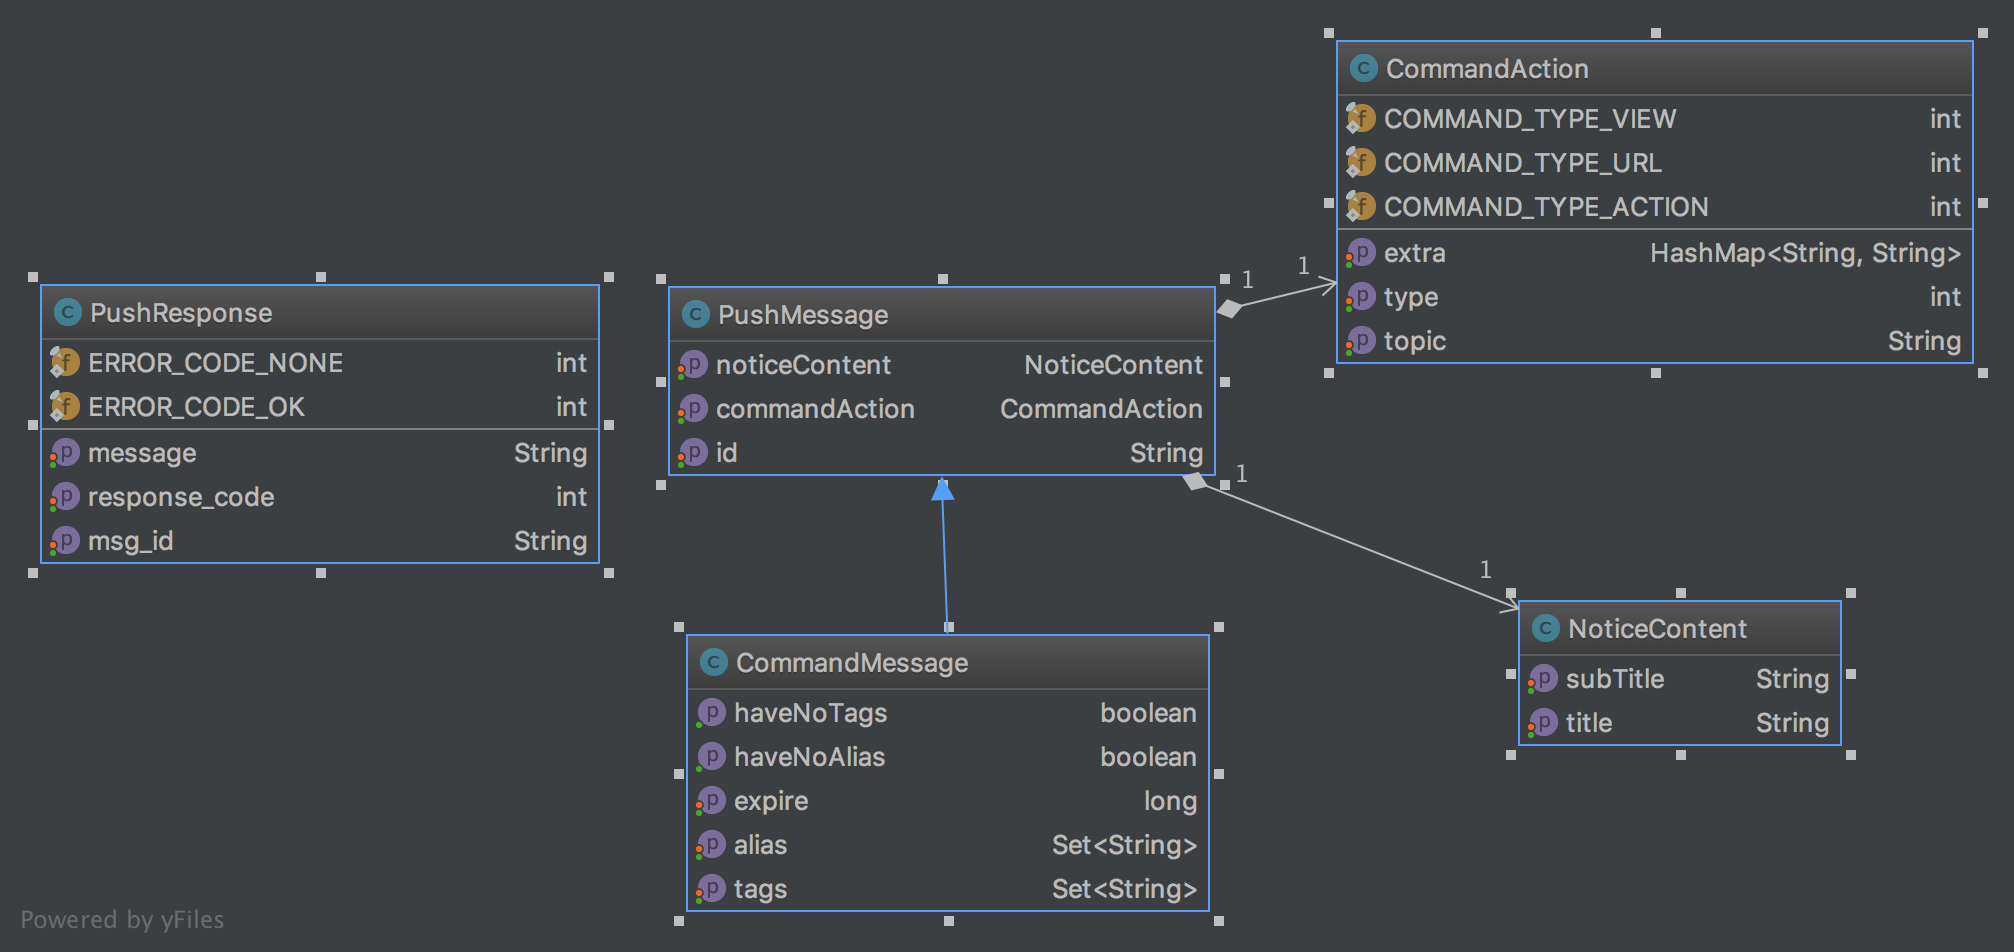 CommandAction
COMMAND_TYPE_VIEW int
COMMAND_TYPE_URL int
COMMAND_TYPE_ACTION int
extra HashMap<String, String>
type int
topic String
PushResponse
ERROR_CODE_NONE int
ERROR_CODE_OK int
message String
response_code int
msg_id String
PushMessage
noticeContent NoticeContent
commandAction CommandAction
id String
1
1
1
1
CommandMessage
haveNoTags boolean
haveNoAlias boolean
expire long
alias Set<String>
tags Set<String>
NoticeContent
subTitle String
title String
Powered by yFiles